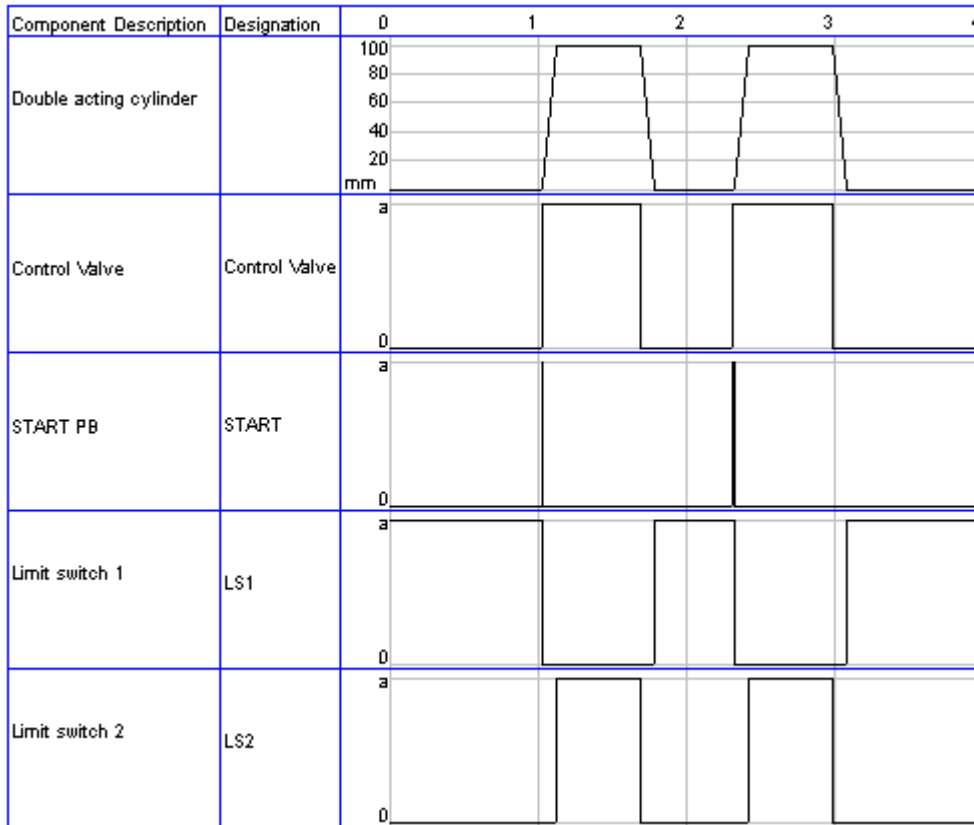 Component Description Designation 0 1 2 3 4
100
80
Double acting cylinder
60
40
20
mm
a
Control Valve Control Valve
0
a
START PB START
0
a
Limit switch 1 LS1
0
a
Limit switch 2 LS2
0